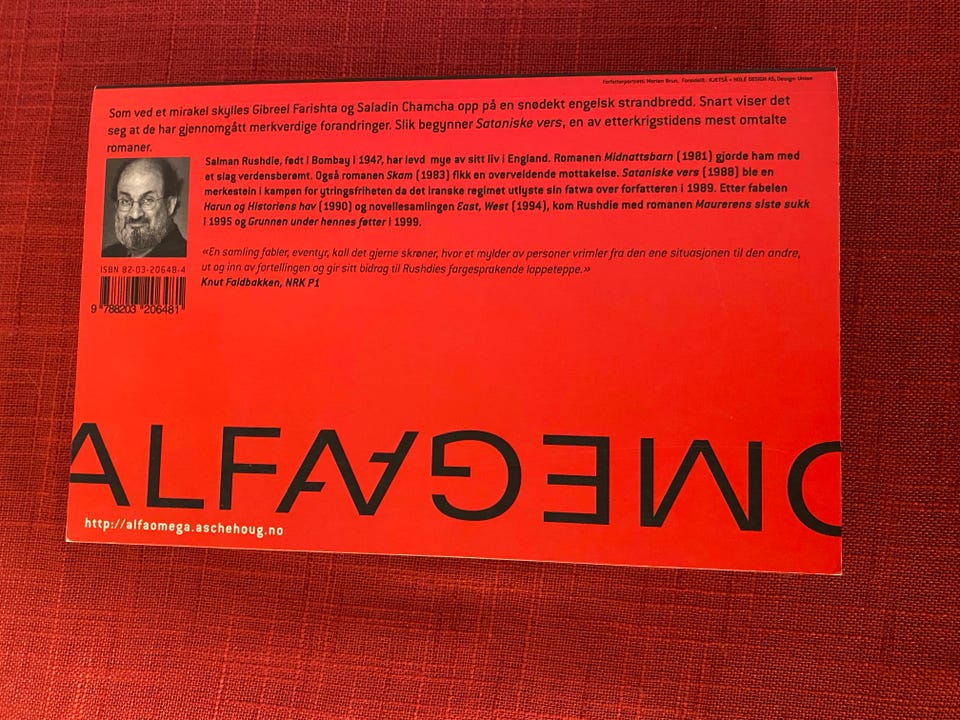 Forfatterportrett: Morten Brun, Forsidefi.: KJETSÅ + HOLE DESIGN AS, Design: Union
Som ved et mirakel skylles Gibreel Farishta og Saladin Chamcha opp på en snødekt engelsk strandbredd. Snart viser det
seg at de har gjennomgått merkverdige forandringer. Slik begynner Sataniske vers, en av etterkrigstidens mest omtalte
romaner.
Salman Rushdie, født i Bombay i 1947, har levd mye av sitt liv i England. Romanen Midnattsbarn (1981) gjorde ham med
et slag verdensberømt. Også romanen Skam (1983) fikk en overveldende mottakelse. Sataniske vers (1988) ble en
merkestein i kampen for ytringsfriheten da det iranske regimet utlyste sin fatwa over forfatteren i 1989. Etter fabelen
Harun og Historiens hav (1990) og novellesamlingen East, West (1994), kom Rushdie med romanen Maurerens siste sukk
i 1995 og Grunnen under hennes føtter i 1999.
«En samling fabler, eventyr, kall det gjerne skrøner, hvor et mylder av personer vrimler fra den ene situasjonen til den andre,
ut og inn av fortellingen og gir sitt bidrag til Rushdies fargesprakende lappeteppe.»
Knut Faldbakken, NRK P1
ISBN 82-03-20648-4
9 788203 206481
ALFA OMEGA
http://alfaomega.aschehoug.no